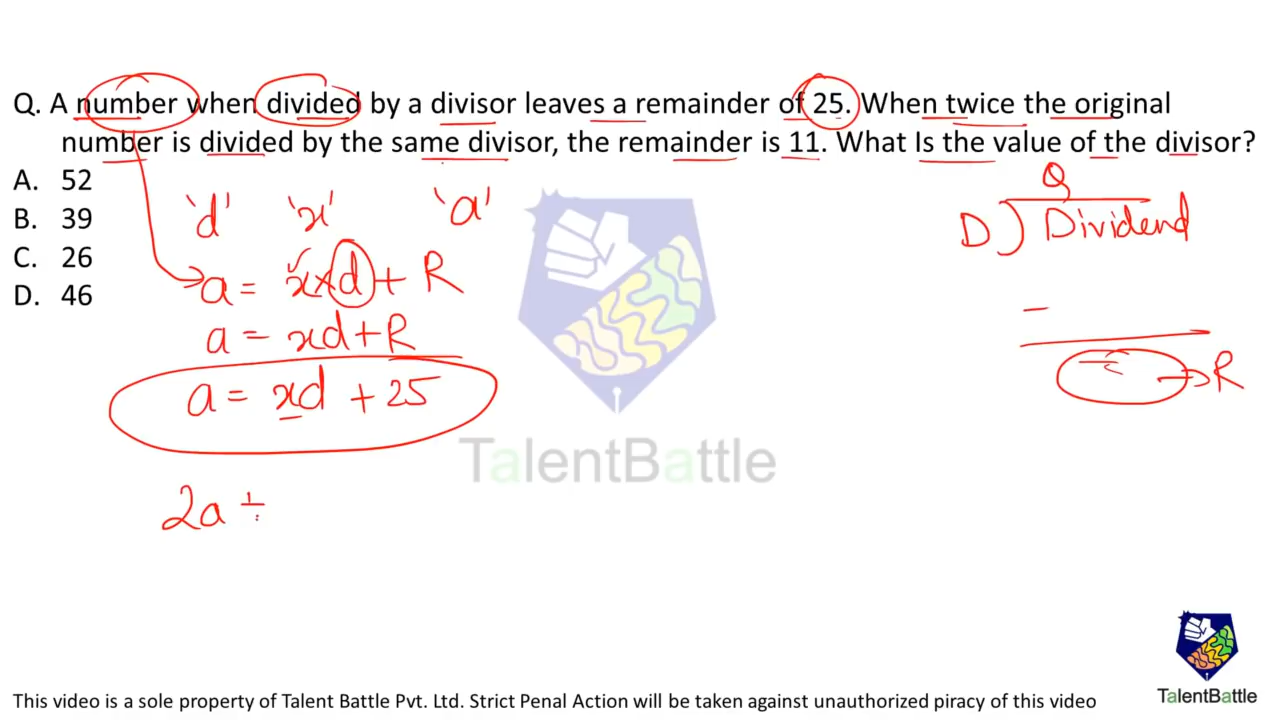 Q. A number when divided by a divisor leaves a remainder of 25. When twice the original
number is divided by the same divisor, the remainder is 11. What Is the value of the divisor?
A. 52
B. 39
C. 26
D. 46
'd' 'x' 'a'
a = x×d + R
a = xd + R
a = xd + 25
2a ÷
Q
D) Dividend
−
→ R
TalentBattle
TalentBattle
This video is a sole property of Talent Battle Pvt. Ltd. Strict Penal Action will be taken against unauthorized piracy of this video